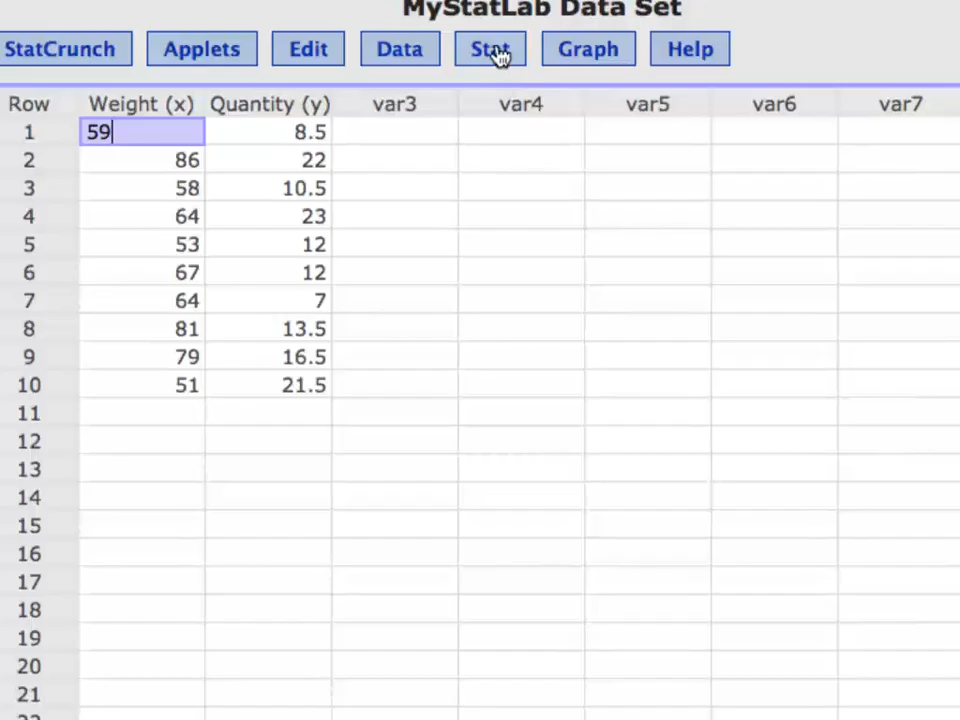 MyStatLab Data Set
StatCrunch Applets Edit Data Stat Graph Help
Row Weight (x) Quantity (y) var3 var4 var5 var6 var7
1 59 8.5
2 86 22
3 58 10.5
4 64 23
5 53 12
6 67 12
7 64 7
8 81 13.5
9 79 16.5
10 51 21.5
11
12
13
14
15
16
17
18
19
20
21
22